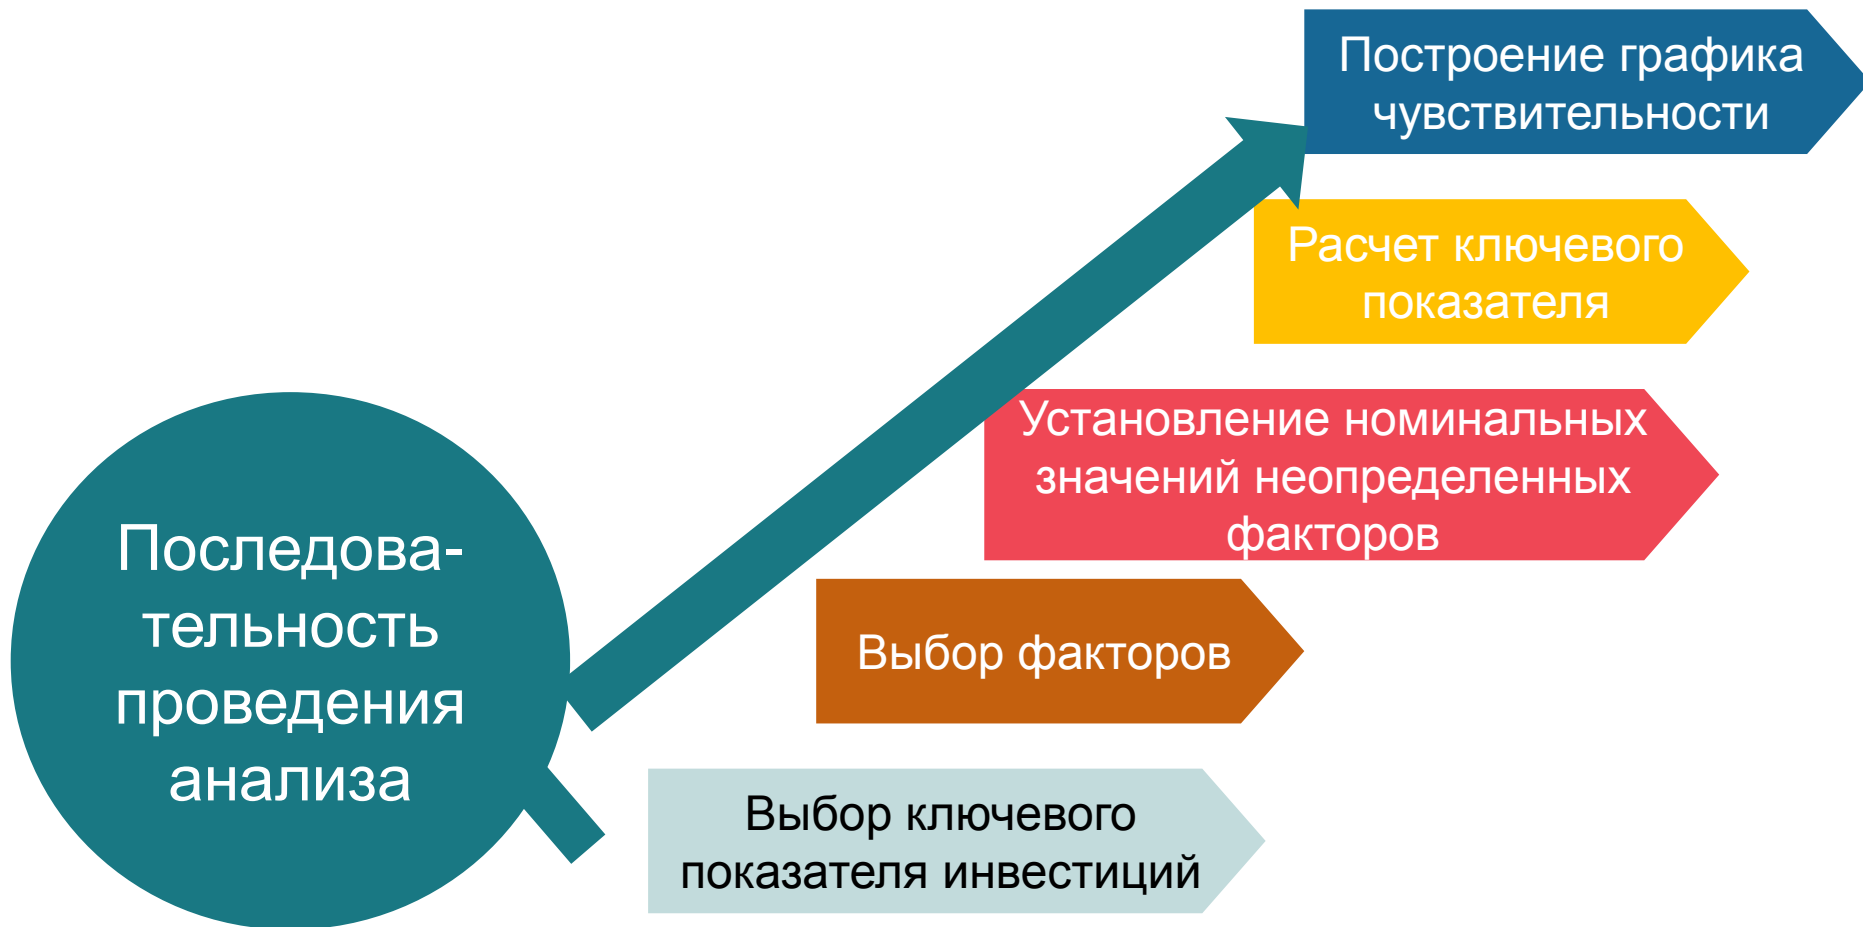 Построение графика
чувствительности
Расчет ключевого
показателя
Установление номинальных
значений неопределенных
факторов
Последова-
тельность
проведения
анализа
Выбор факторов
Выбор ключевого
показателя инвестиций